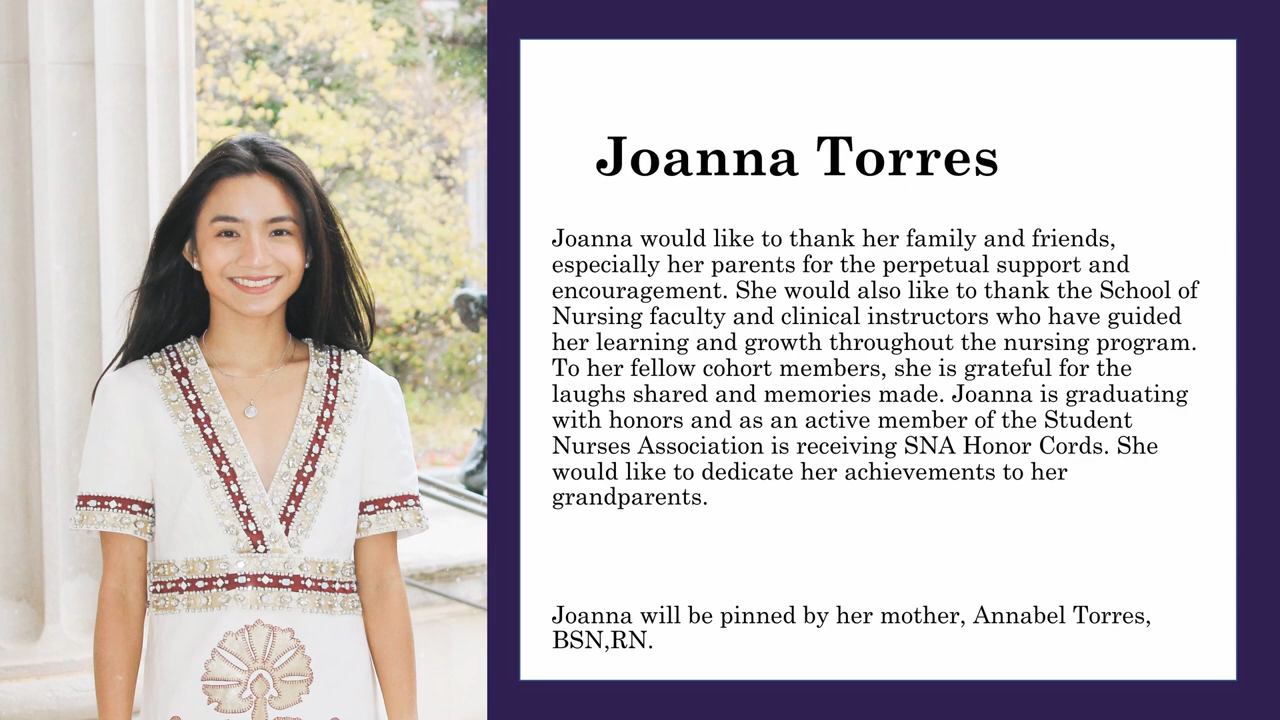 Joanna Torres
Joanna would like to thank her family and friends,
especially her parents for the perpetual support and
encouragement. She would also like to thank the School of
Nursing faculty and clinical instructors who have guided
her learning and growth throughout the nursing program.
To her fellow cohort members, she is grateful for the
laughs shared and memories made. Joanna is graduating
with honors and as an active member of the Student
Nurses Association is receiving SNA Honor Cords. She
would like to dedicate her achievements to her
grandparents.
Joanna will be pinned by her mother, Annabel Torres,
BSN,RN.